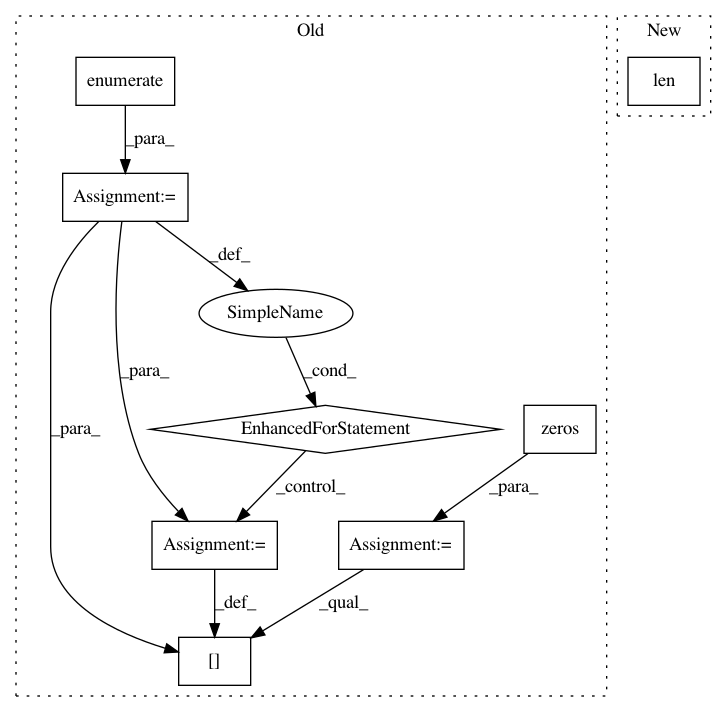 Old
New
enumerate
len
_para_
Assignment:=
_def_
SimpleName
_para_
_cond_
_para_
EnhancedForStatement
zeros
_control_
_para_
Assignment:=
Assignment:=
_def_
_qual_
[]